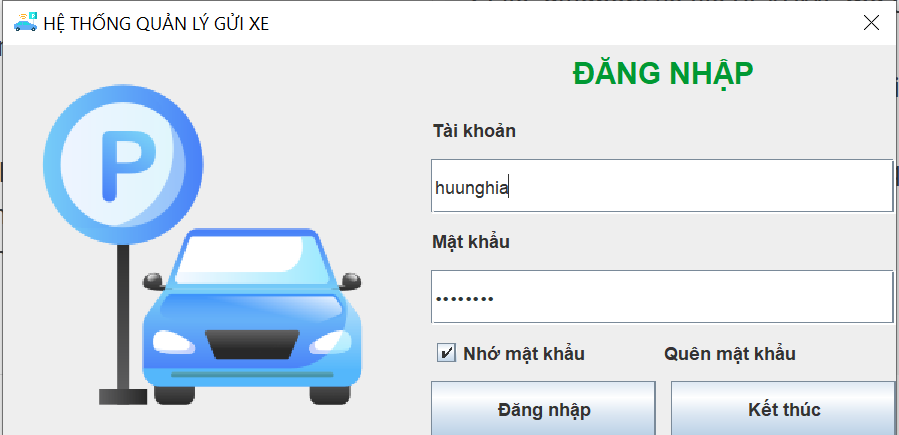 HỆ THỐNG QUẢN LÝ GỬI XE
ĐĂNG NHẬP
P
Tài khoản
huunghia
Mật khẩu
••••••••
Nhớ mật khẩu
Quên mật khẩu
Đăng nhập
Kết thúc